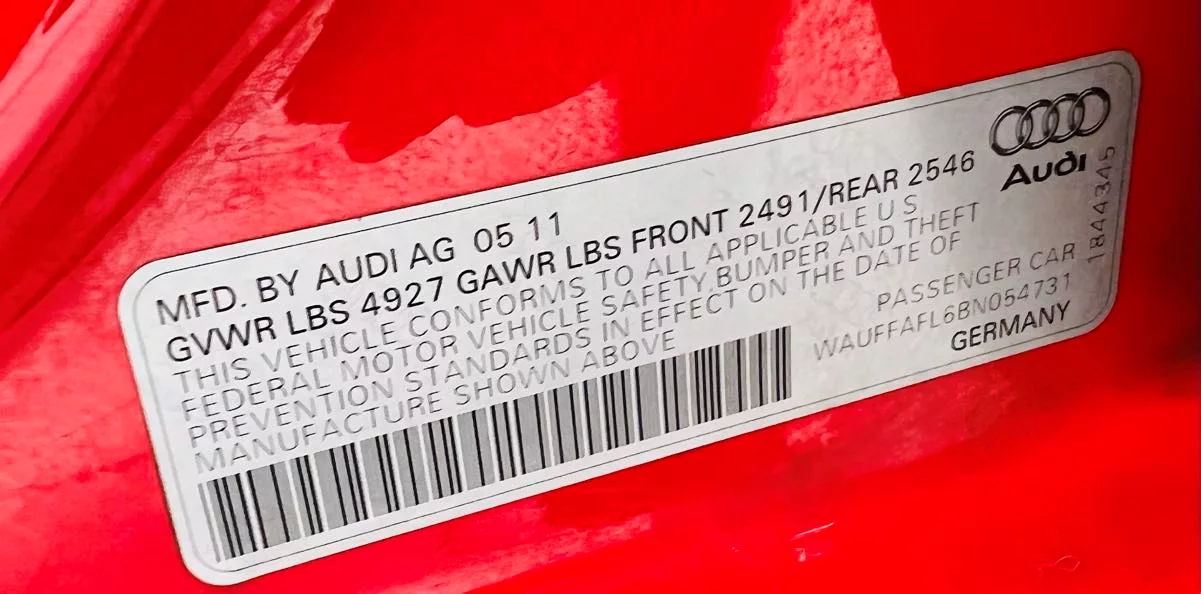 MFD. BY AUDI AG 05 11
GVWR LBS 4927 GAWR LBS FRONT 2491/REAR 2546
THIS VEHICLE CONFORMS TO ALL APPLICABLE U S
FEDERAL MOTOR VEHICLE SAFETY,BUMPER AND THEFT
PREVENTION STANDARDS IN EFFECT ON THE DATE OF
MANUFACTURE SHOWN ABOVE
PASSENGER CAR
WAUFFAFL6BN054731
GERMANY
Audi
1844345